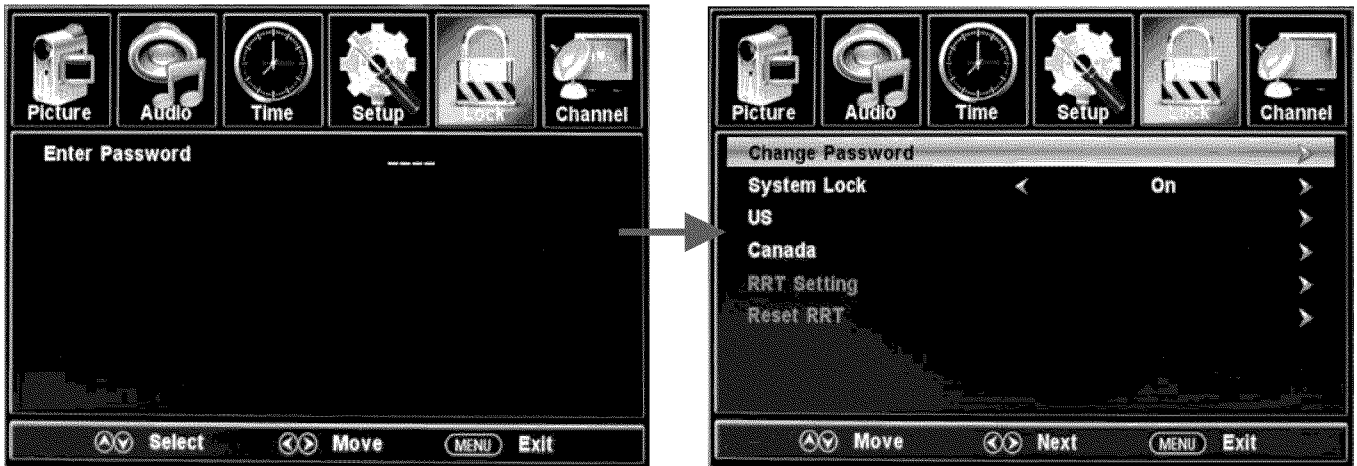 Picture Audio Time Setup Lock Channel
Enter Password _ _ _ _
Select Move MENU Exit
Picture Audio Time Setup Lock Channel
Change Password
System Lock On
US
Canada
RRT Setting
Reset RRT
Move Next MENU Exit